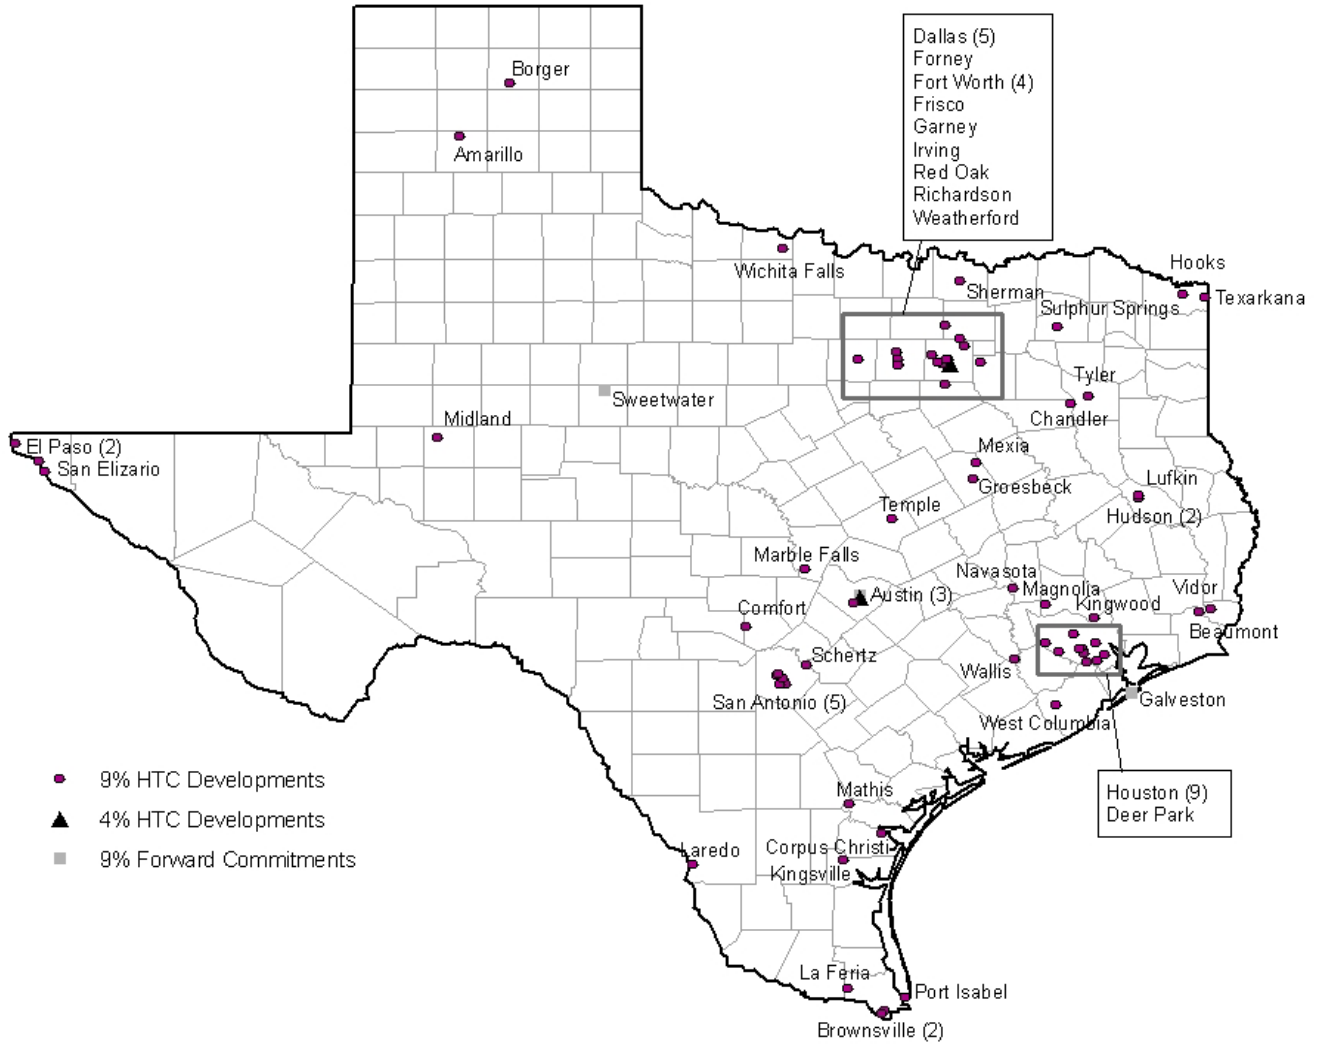 Dallas (5)
Forney
Fort Worth (4)
Frisco
Garney
Irving
Red Oak
Richardson
Weatherford
Borger
Amarillo
Wichita Falls
Hooks
Sherman
Texarkana
Sulphur Springs
Tyler
Sweetwater
Chandler
Midland
El Paso (2)
Mexia
San Elizario
Lufkin
Groesbeck
Temple
Hudson (2)
Marble Falls
Navasota
Magnolia
Vidor
Austin (3)
Kingwood
Comfort
Beaumont
Schertz
Wallis
San Antonio (5)
Galveston
West Columbia
9% HTC Developments
4% HTC Developments
9% Forward Commitments
Houston (9)
Deer Park
Mathis
Laredo
Corpus Christi
Kingsville
La Feria
Port Isabel
Brownsville (2)